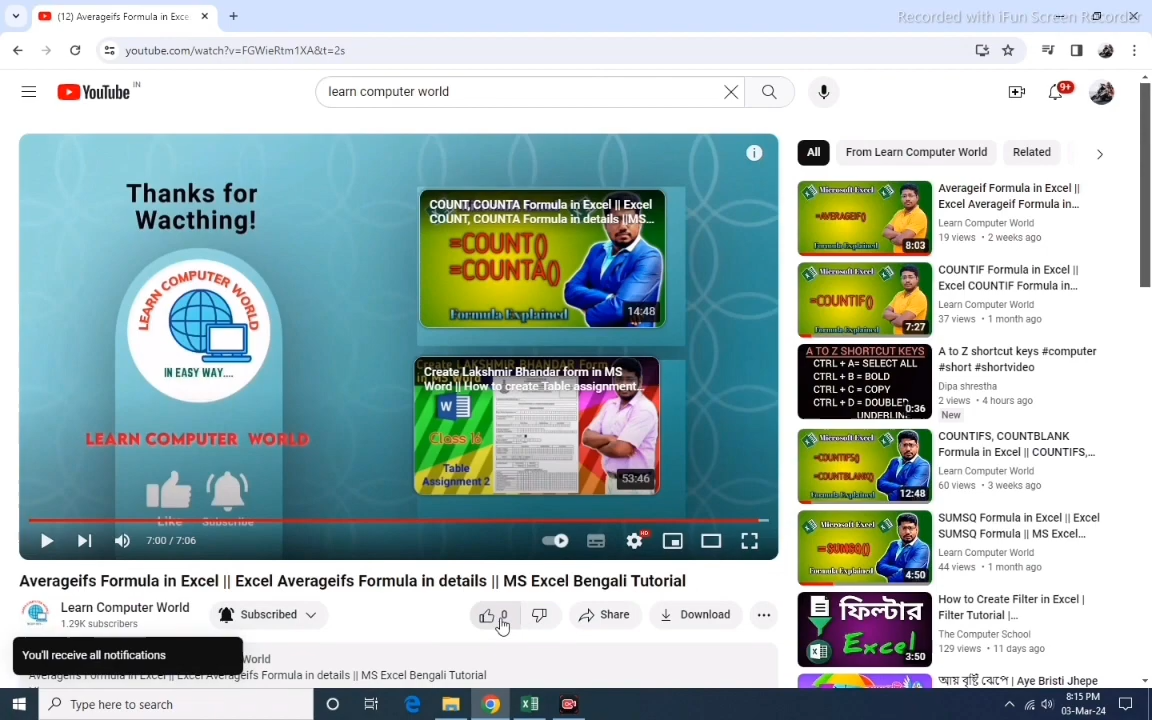 (12) Averageifs Formula in Exce
Recorded with iFun Screen Recorder
youtube.com/watch?v=FGWieRtm1XA&t=2s
YouTube IN
learn computer world
9+
Thanks for
Wacthing!
LEARN COMPUTER WORLD
IN EASY WAY....
LEARN COMPUTER WORLD
Like Subscribe
COUNT, COUNTA Formula in Excel || Excel
COUNT, COUNTA Formula in details ||MS...
=COUNT()
=COUNTA()
Formula Explained
14:48
Create Lakshmir Bhandar form in MS
Word || How to create Table assignment...
Class 16
Table
Assignment 2
53:46
7:00 / 7:06
HD
Averageifs Formula in Excel || Excel Averageifs Formula in details || MS Excel Bengali Tutorial
Learn Computer World
1.29K subscribers
Subscribed
0
Share
Download
You'll receive all notifications
World
Averageifs Formula in Excel || Excel Averageifs Formula in details || MS Excel Bengali Tutorial
All
From Learn Computer World
Related
Microsoft Excel
=AVERAGEIF()
Formula Explained
8:03
Averageif Formula in Excel ||
Excel Averageif Formula in...
Learn Computer World
19 views • 2 weeks ago
Microsoft Excel
=COUNTIF()
Formula Explained
7:27
COUNTIF Formula in Excel ||
Excel COUNTIF Formula in...
Learn Computer World
37 views • 1 month ago
A TO Z SHORTCUT KEYS
CTRL + A= SELECT ALL
CTRL + B = BOLD
CTRL + C = COPY
CTRL + D = DOUBLED
UNDERLIN
0:36
A to Z shortcut keys #computer
#short #shortvideo
Dipa shrestha
2 views • 4 hours ago
New
Microsoft Excel
=COUNTIFS()
=COUNTBLANK()
Formula Explained
12:48
COUNTIFS, COUNTBLANK
Formula in Excel || COUNTIFS,...
Learn Computer World
60 views • 3 weeks ago
Microsoft Excel
=SUMSQ()
Formula Explained
4:50
SUMSQ Formula in Excel || Excel
SUMSQ Formula || MS Excel...
Learn Computer World
44 views • 1 month ago
ফিল্টার
Excel
3:50
How to Create Filter in Excel |
Filter Tutorial |...
The Computer School
129 views • 11 days ago
আয় বৃষ্টি ঝেপে | Aye Bristi Jhepe
Type here to search
8:15 PM
03-Mar-24